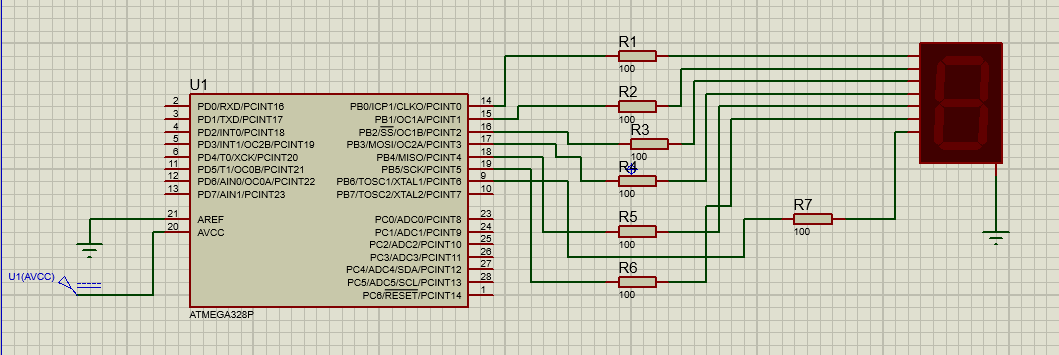 U1
2 PD0/RXD/PCINT16 PB0/ICP1/CLKO/PCINT0 14
3 PD1/TXD/PCINT17 PB1/OC1A/PCINT1 15
4 PD2/INT0/PCINT18 PB2/SS/OC1B/PCINT2 16
5 PD3/INT1/OC2B/PCINT19 PB3/MOSI/OC2A/PCINT3 17
6 PD4/T0/XCK/PCINT20 PB4/MISO/PCINT4 18
11 PD5/T1/OC0B/PCINT21 PB5/SCK/PCINT5 19
12 PD6/AIN0/OC0A/PCINT22 PB6/TOSC1/XTAL1/PCINT6 9
13 PD7/AIN1/PCINT23 PB7/TOSC2/XTAL2/PCINT7 10
21 AREF PC0/ADC0/PCINT8 23
20 AVCC PC1/ADC1/PCINT9 24
PC2/ADC2/PCINT10 25
PC3/ADC3/PCINT11 26
PC4/ADC4/SDA/PCINT12 27
PC5/ADC5/SCL/PCINT13 28
PC6/RESET/PCINT14 1
ATMEGA328P
U1(AVCC)
R1
100
R2
100
R3
100
R4
100
R5
100
R6
100
R7
100